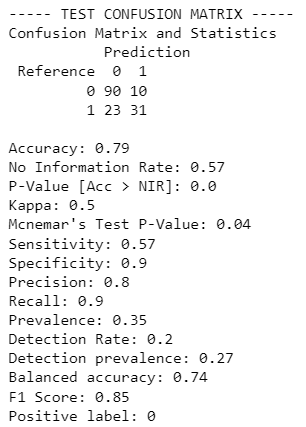 ----- TEST CONFUSION MATRIX -----
Confusion Matrix and Statistics
Prediction
Reference 0 1
0 90 10
1 23 31
Accuracy: 0.79
No Information Rate: 0.57
P-Value [Acc > NIR]: 0.0
Kappa: 0.5
Mcnemar's Test P-Value: 0.04
Sensitivity: 0.57
Specificity: 0.9
Precision: 0.8
Recall: 0.9
Prevalence: 0.35
Detection Rate: 0.2
Detection prevalence: 0.27
Balanced accuracy: 0.74
F1 Score: 0.85
Positive label: 0